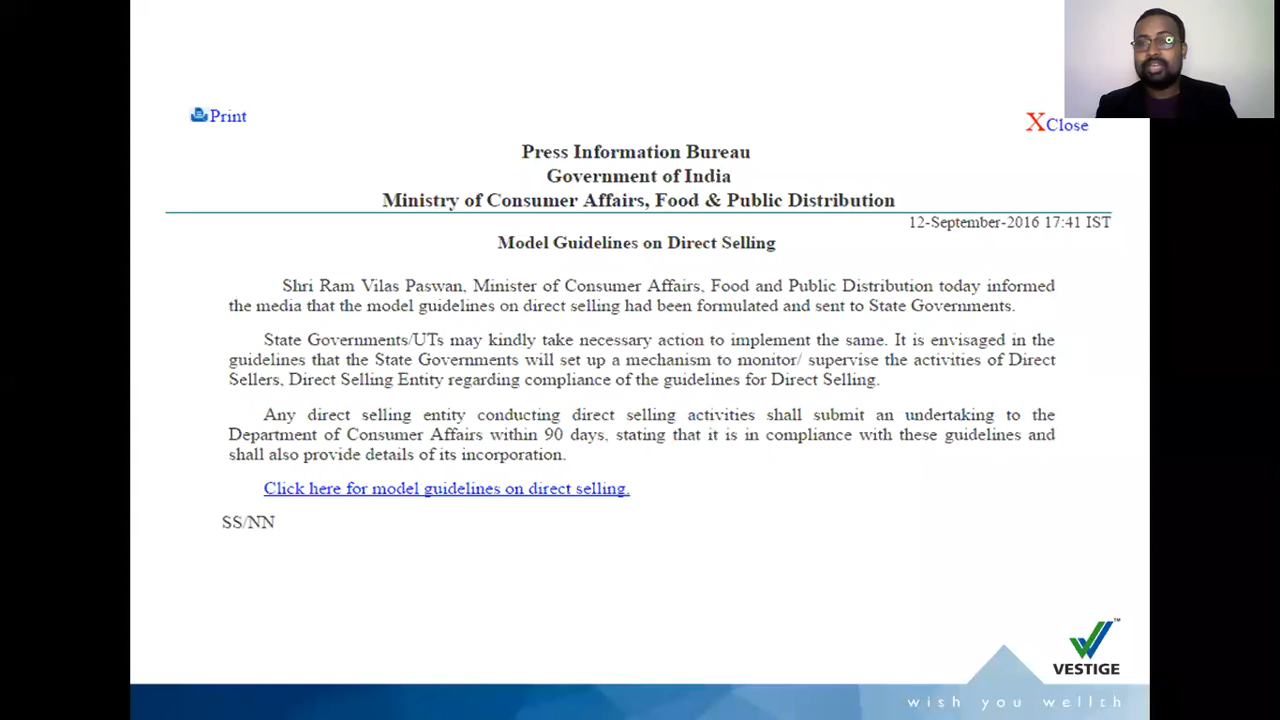 Print
XClose
Press Information Bureau
Government of India
Ministry of Consumer Affairs, Food & Public Distribution
12-September-2016 17:41 IST
Model Guidelines on Direct Selling
Shri Ram Vilas Paswan, Minister of Consumer Affairs, Food and Public Distribution today informed
the media that the model guidelines on direct selling had been formulated and sent to State Governments.
State Governments/UTs may kindly take necessary action to implement the same. It is envisaged in the
guidelines that the State Governments will set up a mechanism to monitor/ supervise the activities of Direct
Sellers, Direct Selling Entity regarding compliance of the guidelines for Direct Selling.
Any direct selling entity conducting direct selling activities shall submit an undertaking to the
Department of Consumer Affairs within 90 days, stating that it is in compliance with these guidelines and
shall also provide details of its incorporation.
Click here for model guidelines on direct selling.
SS/NN
VESTIGE
TM
wish you wellth